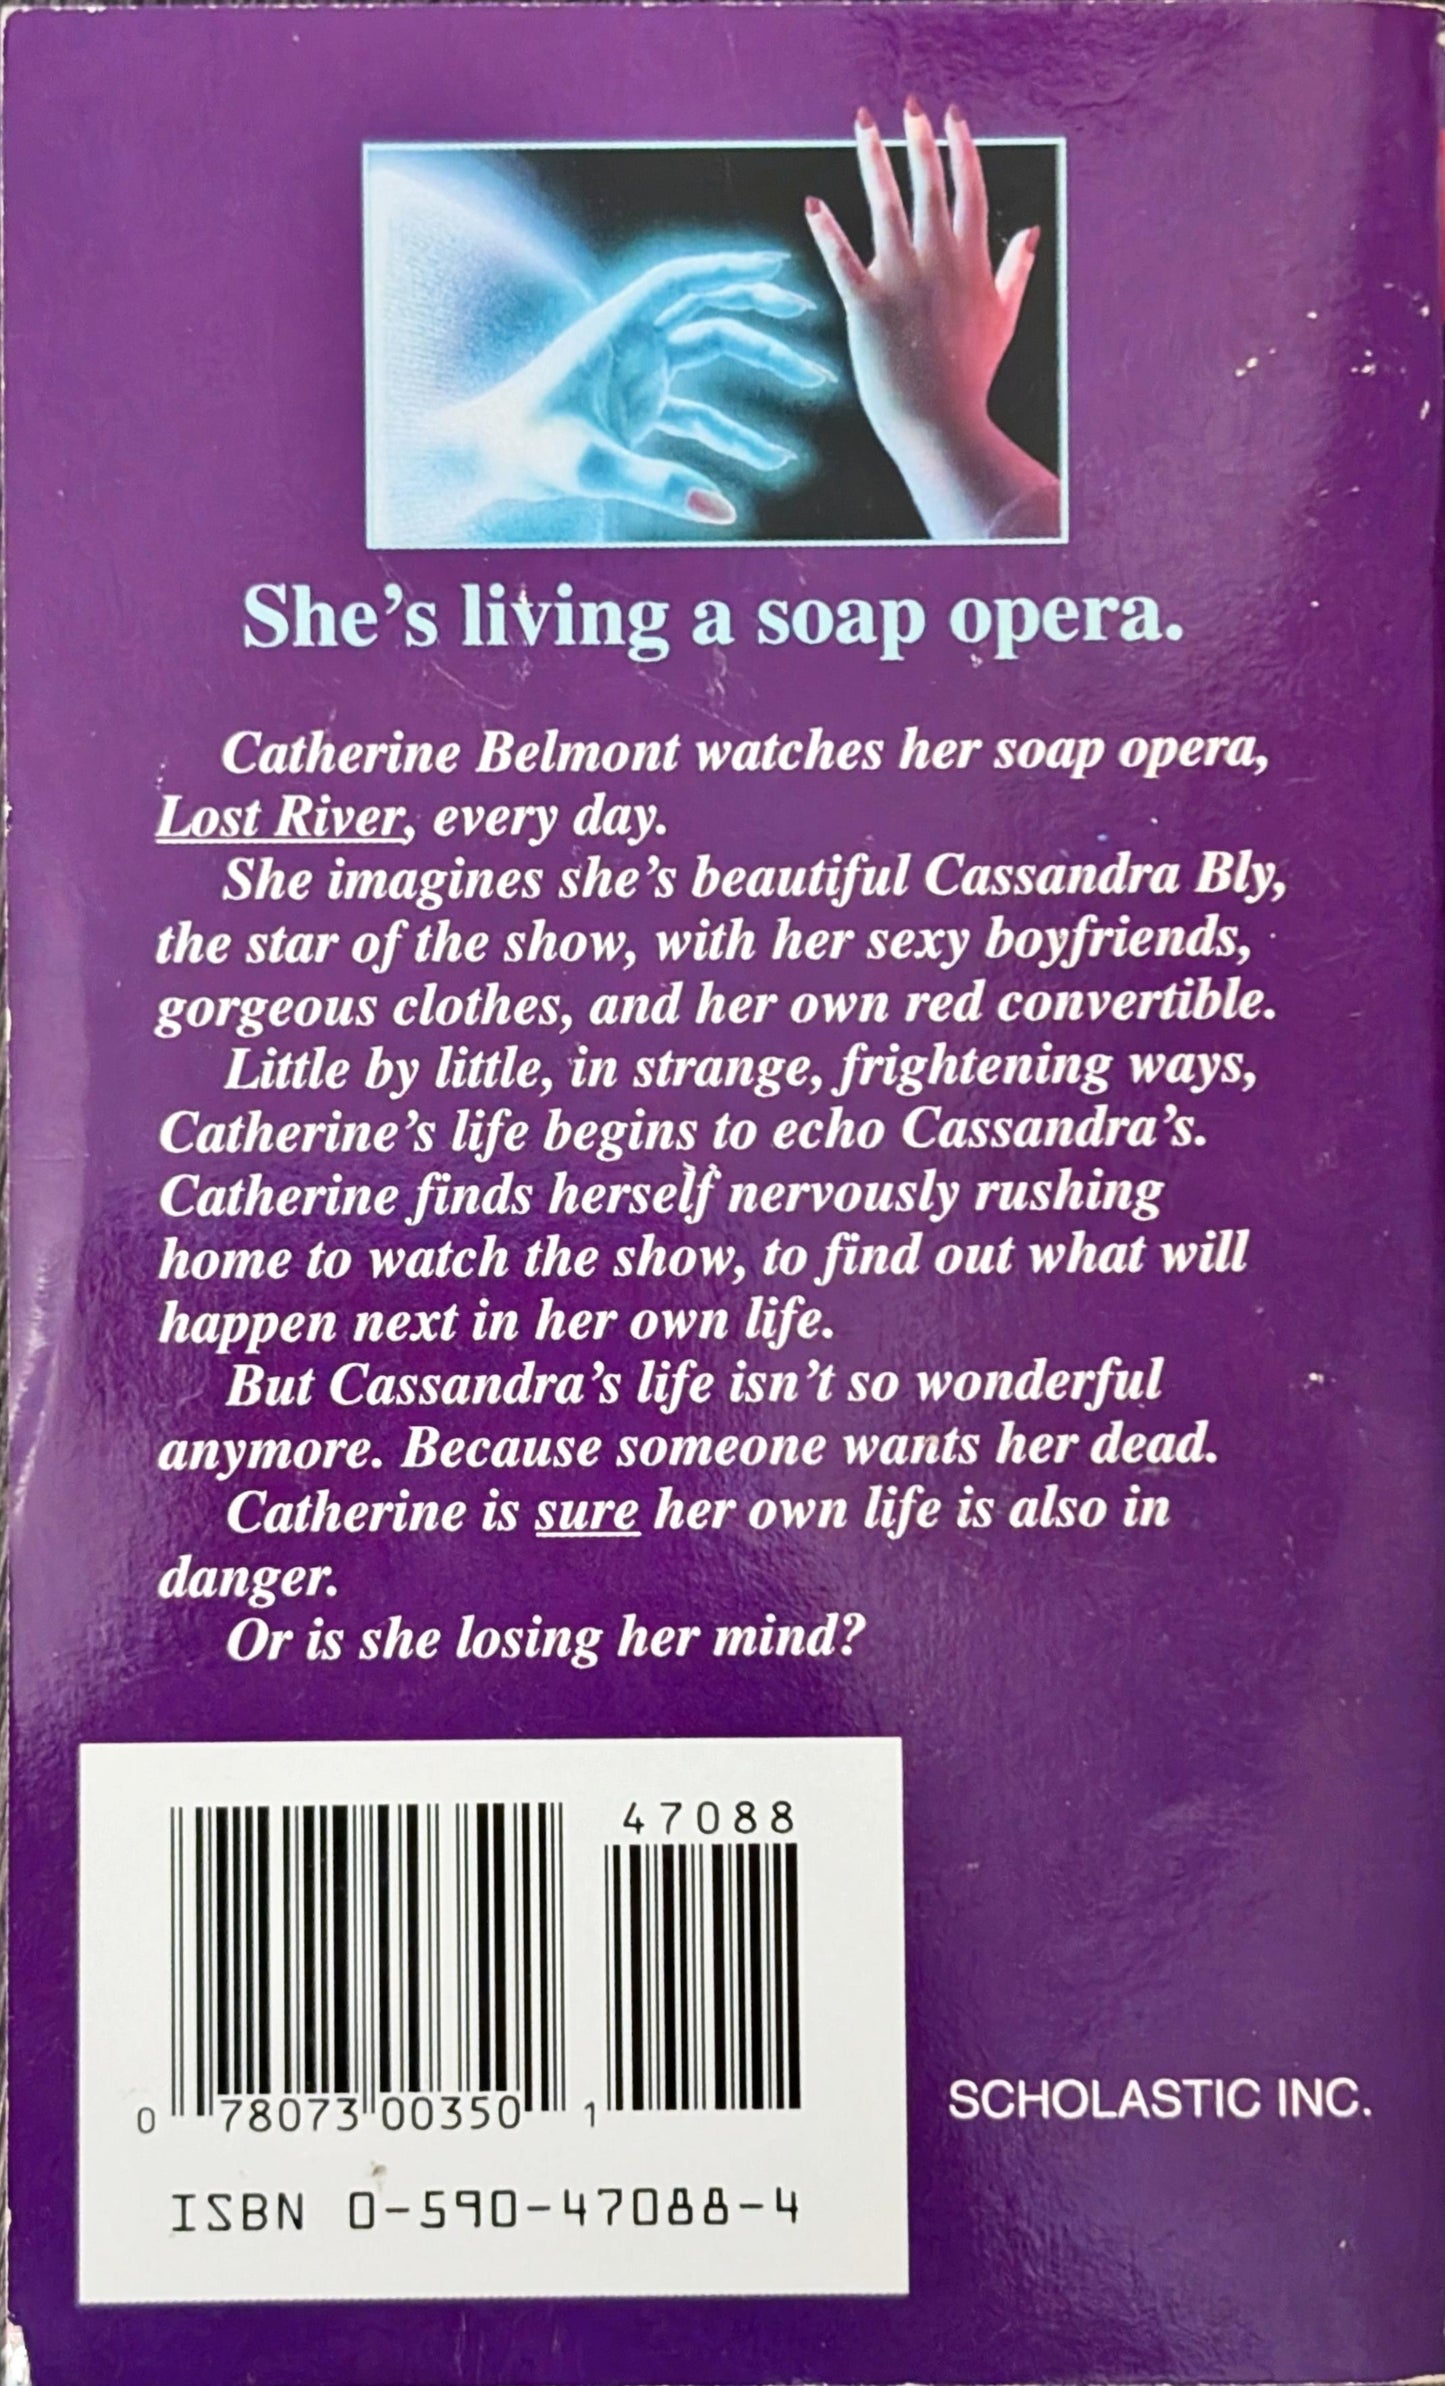 She's living a soap opera.
Catherine Belmont watches her soap opera,
Lost River, every day.
She imagines she's beautiful Cassandra Bly,
the star of the show, with her sexy boyfriends,
gorgeous clothes, and her own red convertible.
Little by little, in strange, frightening ways,
Catherine's life begins to echo Cassandra's.
Catherine finds herself nervously rushing
home to watch the show, to find out what will
happen next in her own life.
But Cassandra's life isn't so wonderful
anymore. Because someone wants her dead.
Catherine is sure her own life is also in
danger.
Or is she losing her mind?
47088
0 78073 00350 1
ISBN 0-590-47088-4
SCHOLASTIC INC.